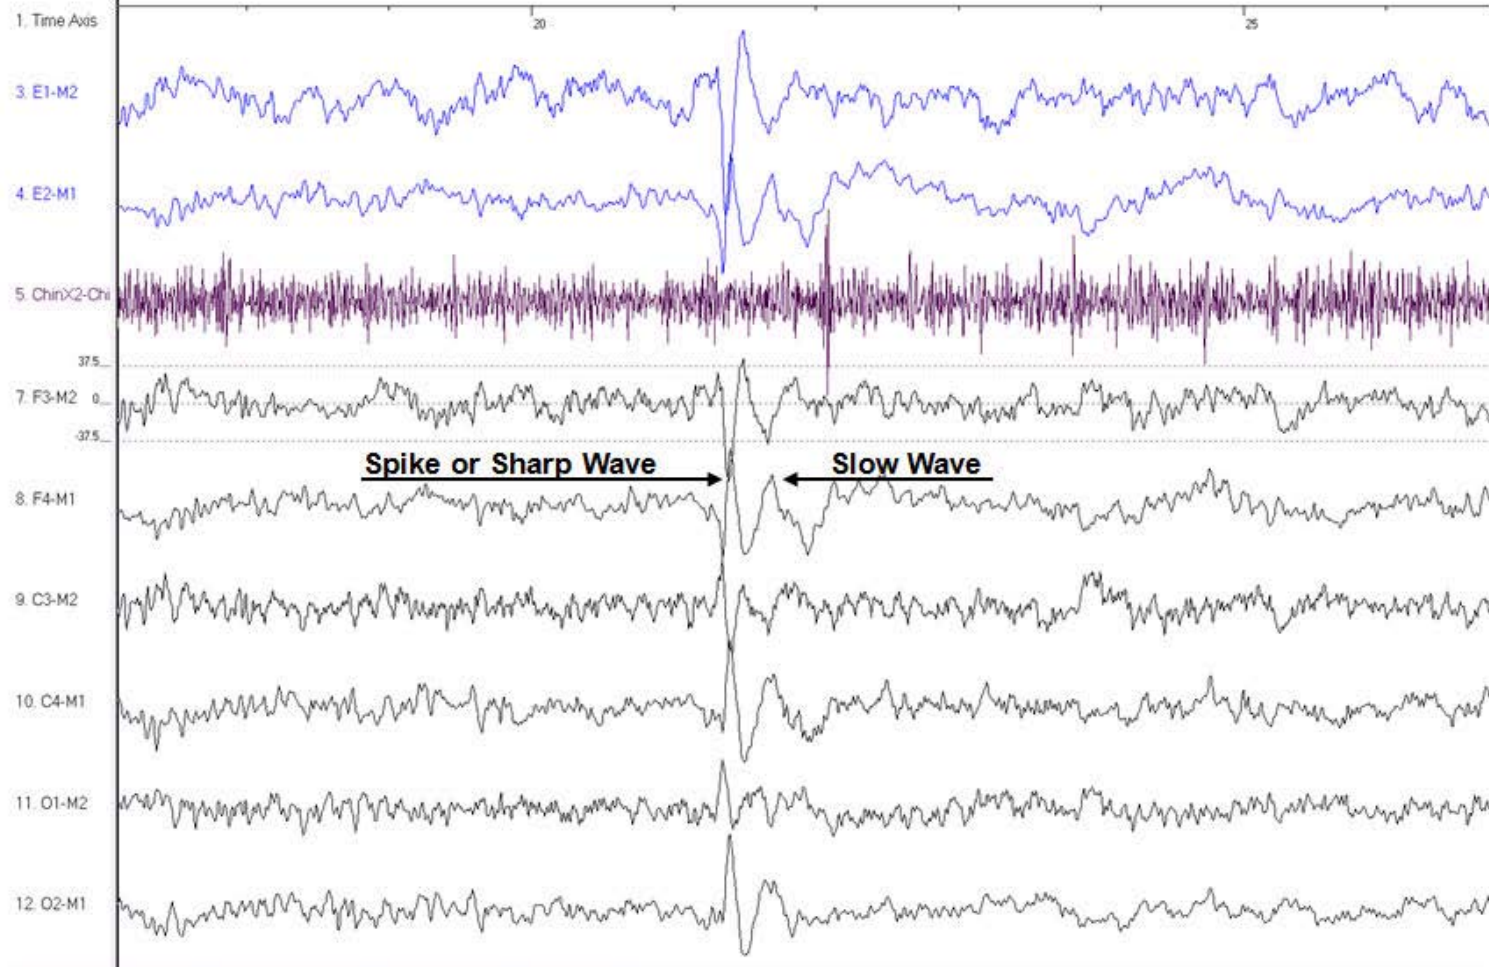 1. Time Axis
20
25
3. E1-M2
4. E2-M1
5. ChinX2-Chi
37.5
7. F3-M2 0
-37.5
Spike or Sharp Wave
Slow Wave
8. F4-M1
9. C3-M2
10. C4-M1
11. O1-M2
12. O2-M1